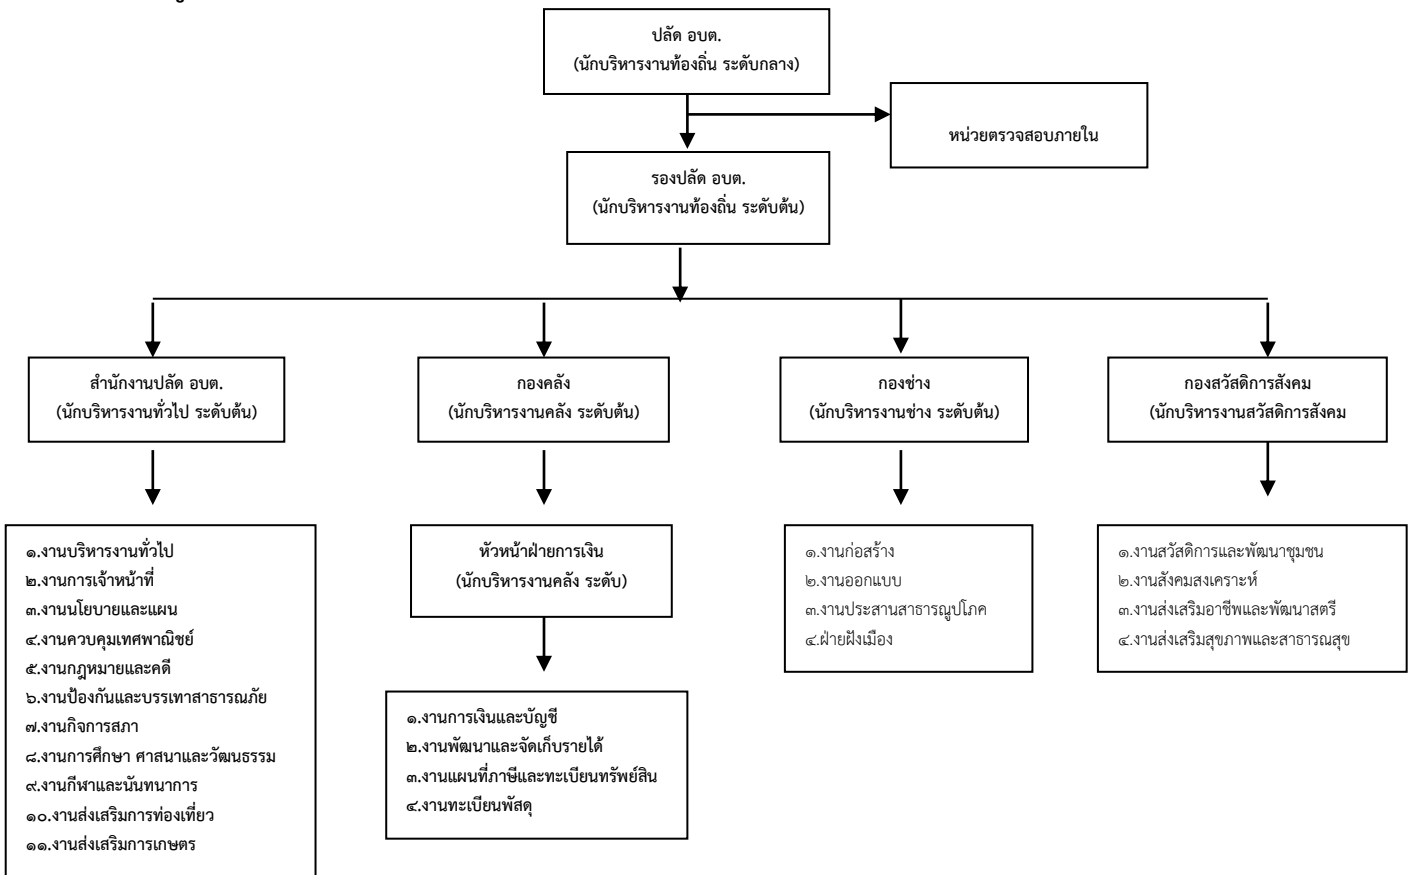 ปลัด อบต.
(นักบริหารงานท้องถิ่น ระดับกลาง)
หน่วยตรวจสอบภายใน
รองปลัด อบต.
(นักบริหารงานท้องถิ่น ระดับต้น)
สำนักงานปลัด อบต.
(นักบริหารงานทั่วไป ระดับต้น)
กองคลัง
(นักบริหารงานคลัง ระดับต้น)
กองช่าง
(นักบริหารงานช่าง ระดับต้น)
กองสวัสดิการสังคม
(นักบริหารงานสวัสดิการสังคม
๑.งานบริหารงานทั่วไป
๒.งานการเจ้าหน้าที่
๓.งานนโยบายและแผน
๔.งานควบคุมเทศพาณิชย์
๕.งานกฎหมายและคดี
๖.งานป้องกันและบรรเทาสาธารณภัย
๗.งานกิจการสภา
๘.งานการศึกษา ศาสนาและวัฒนธรรม
๙.งานกีฬาและนันทนาการ
๑๐.งานส่งเสริมการท่องเที่ยว
๑๑.งานส่งเสริมการเกษตร
หัวหน้าฝ่ายการเงิน
(นักบริหารงานคลัง ระดับ)
๑.งานการเงินและบัญชี
๒.งานพัฒนาและจัดเก็บรายได้
๓.งานแผนที่ภาษีและทะเบียนทรัพย์สิน
๔.งานทะเบียนพัสดุ
๑.งานก่อสร้าง
๒.งานออกแบบ
๓.งานประสานสาธารณูปโภค
๔.ฝ่ายผังเมือง
๑.งานสวัสดิการและพัฒนาชุมชน
๒.งานสังคมสงเคราะห์
๓.งานส่งเสริมอาชีพและพัฒนาสตรี
๔.งานส่งเสริมสุขภาพและสาธารณสุข